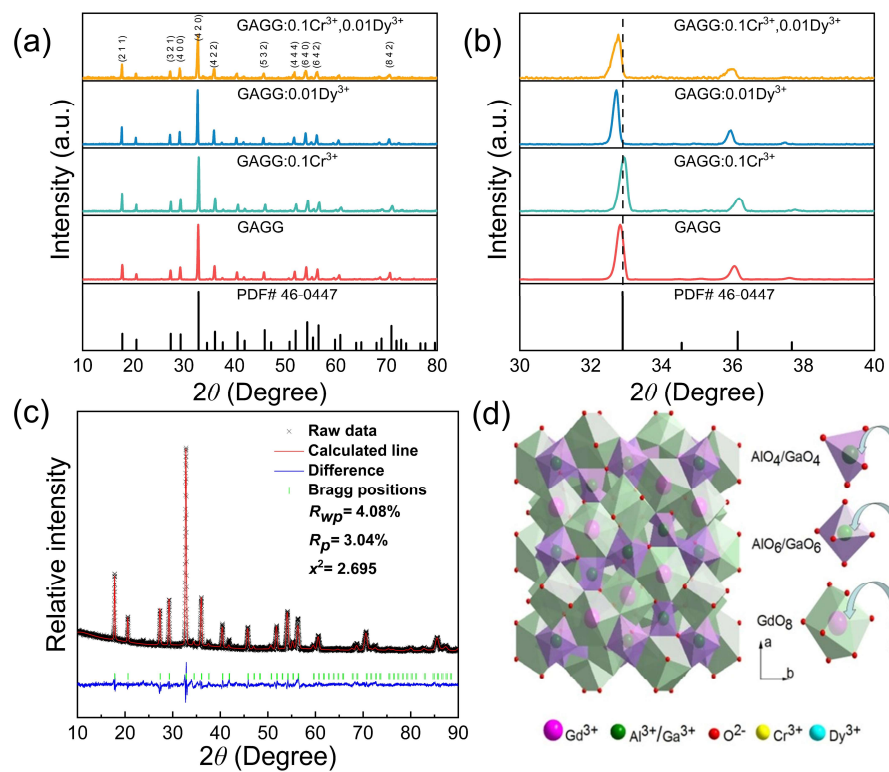 (a)
GAGG:0.1Cr³⁺,0.01Dy³⁺
(2 1 1)
(3 2 1)
(4 0 0)
(4 2 0)
(4 2 2)
(5 3 2)
(4 4 4)
(6 4 0)
(6 4 2)
(8 4 2)
GAGG:0.01Dy³⁺
GAGG:0.1Cr³⁺
GAGG
PDF# 46-0447
Intensity (a.u.)
10 20 30 40 50 60 70 80
2θ (Degree)
(b)
GAGG:0.1Cr³⁺,0.01Dy³⁺
GAGG:0.01Dy³⁺
GAGG:0.1Cr³⁺
GAGG
PDF# 46-0447
Intensity (a.u.)
30 32 34 36 38 40
2θ (Degree)
(c)
Raw data
Calculated line
Difference
Bragg positions
R_wp= 4.08%
R_p= 3.04%
x²= 2.695
Relative intensity
10 20 30 40 50 60 70 80 90
2θ (Degree)
(d)
AlO₄/GaO₄
AlO₆/GaO₆
GdO₈
a
b
Gd³⁺ Al³⁺/Ga³⁺ O²⁻ Cr³⁺ Dy³⁺